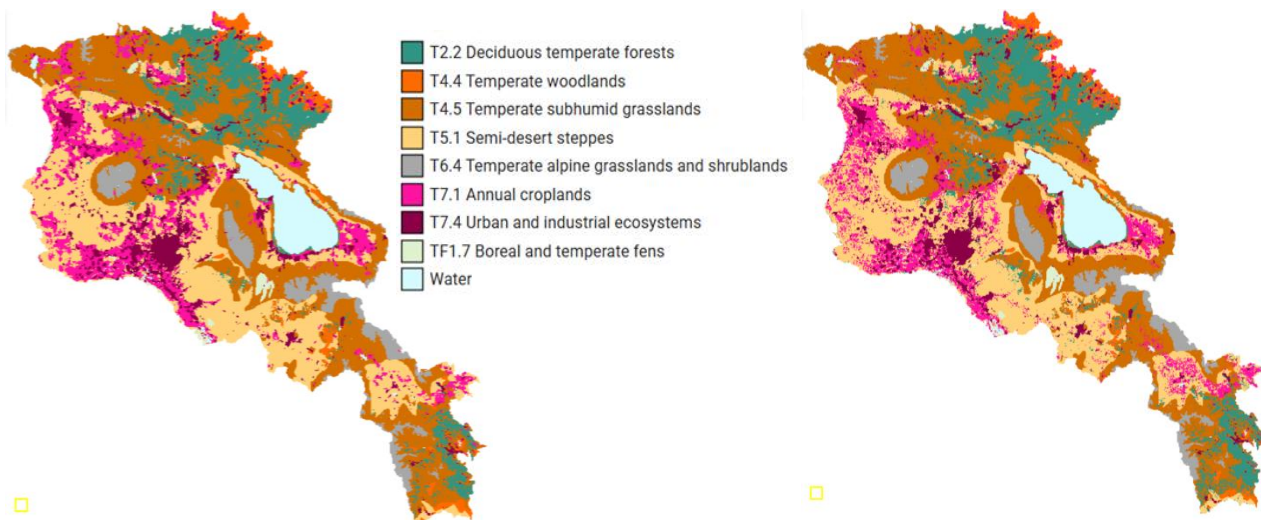 T2.2 Deciduous temperate forests
T4.4 Temperate woodlands
T4.5 Temperate subhumid grasslands
T5.1 Semi-desert steppes
T6.4 Temperate alpine grasslands and shrublands
T7.1 Annual croplands
T7.4 Urban and industrial ecosystems
TF1.7 Boreal and temperate fens
Water